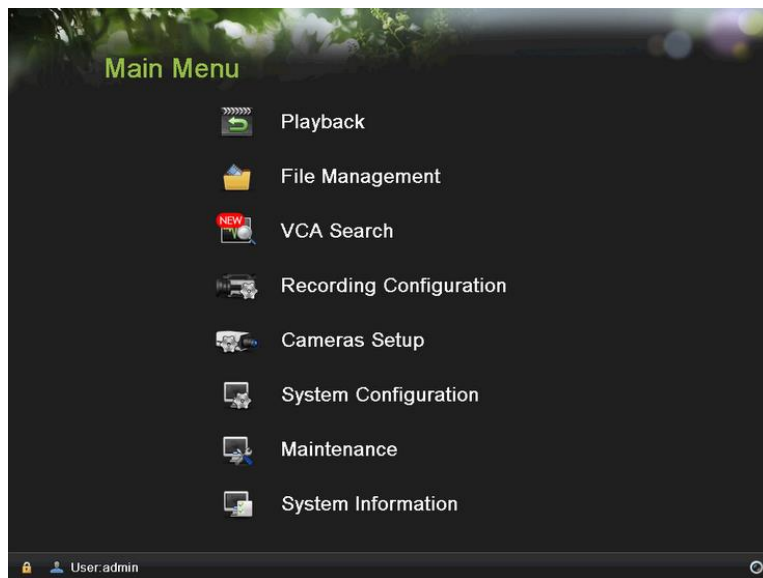 Main Menu
Playback
File Management
NEW
VCA Search
Recording Configuration
Cameras Setup
System Configuration
Maintenance
System Information
User:admin